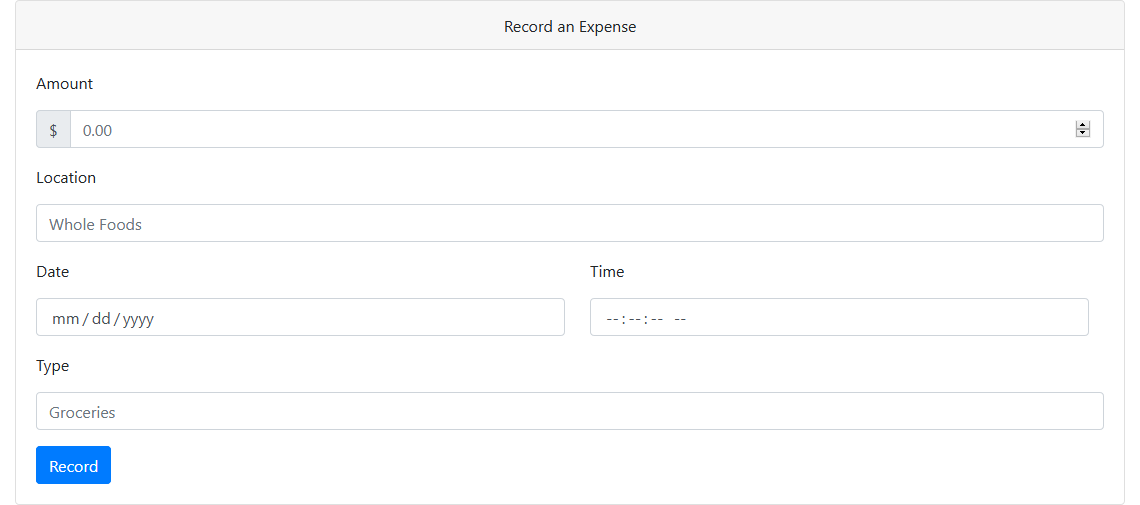 Record an Expense
Amount
$ 0.00
Location
Whole Foods
Date Time
mm / dd / yyyy --:--:-- --
Type
Groceries
Record